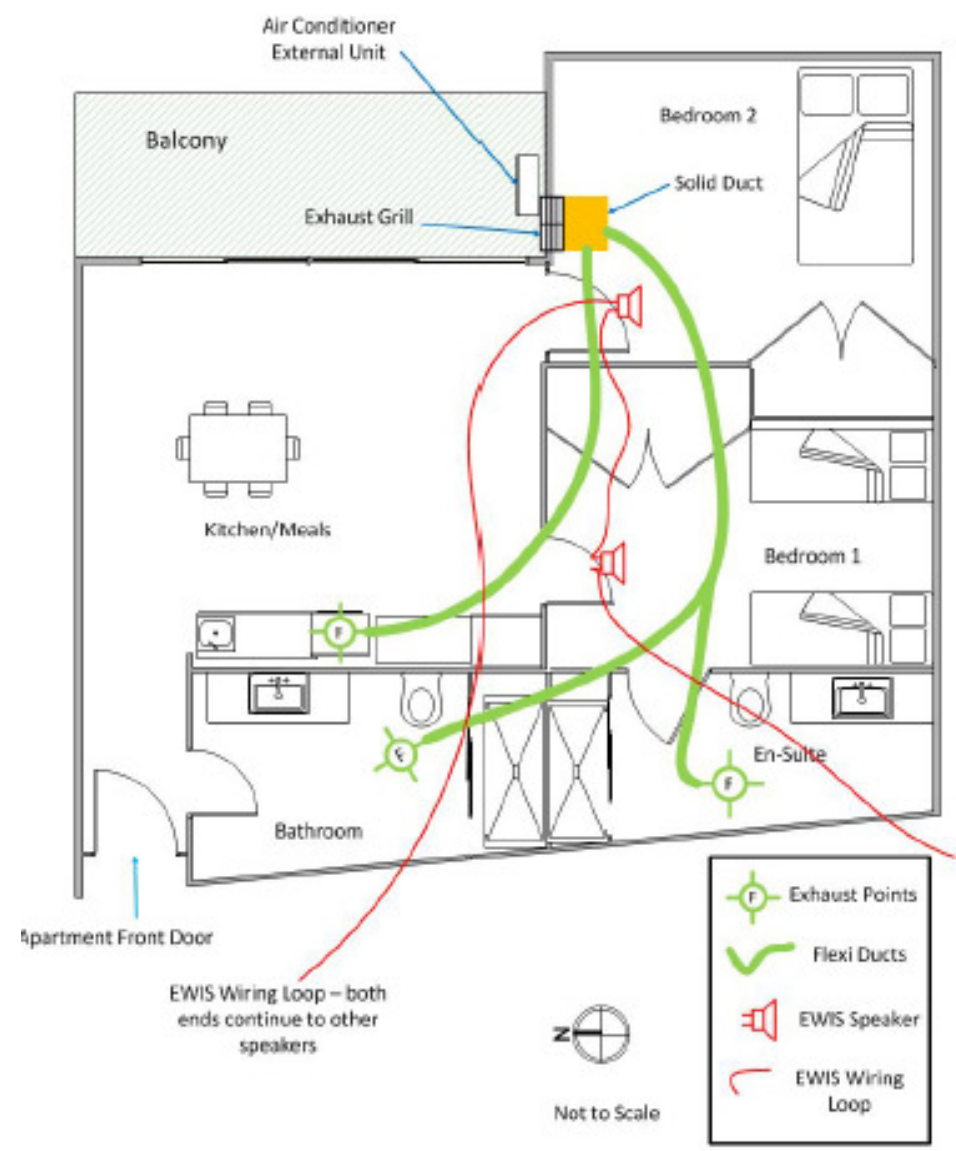 Air Conditioner
External Unit
Bedroom 2
Balcony
Solid Duct
Exhaust Grill
Kitchen/Meals
Bedroom 1
F
F
En-Suite
F
Bathroom
F
Exhaust Points
Apartment Front Door
Flexi Ducts
EWIS Wiring Loop – both
ends continue to other
speakers
EWIS Speaker
N
EWIS Wiring
Loop
Not to Scale